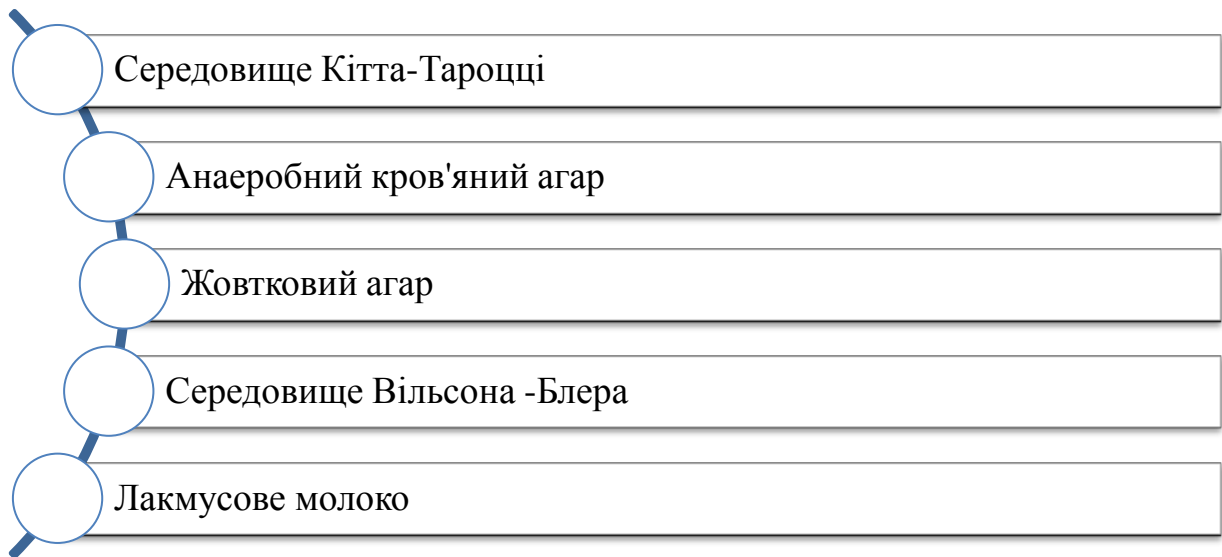 Середовище Кітта-Тароцці
Анаеробний кров'яний агар
Жовтковий агар
Середовище Вільсона -Блера
Лакмусове молоко